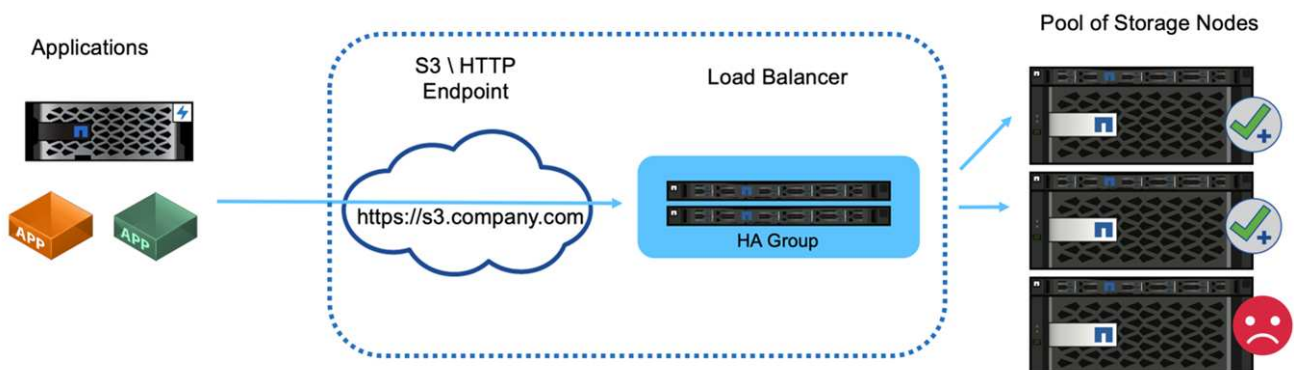 Applications
S3 \ HTTP
Endpoint
Load Balancer
Pool of Storage Nodes
https://s3.company.com
HA Group
APP
APP